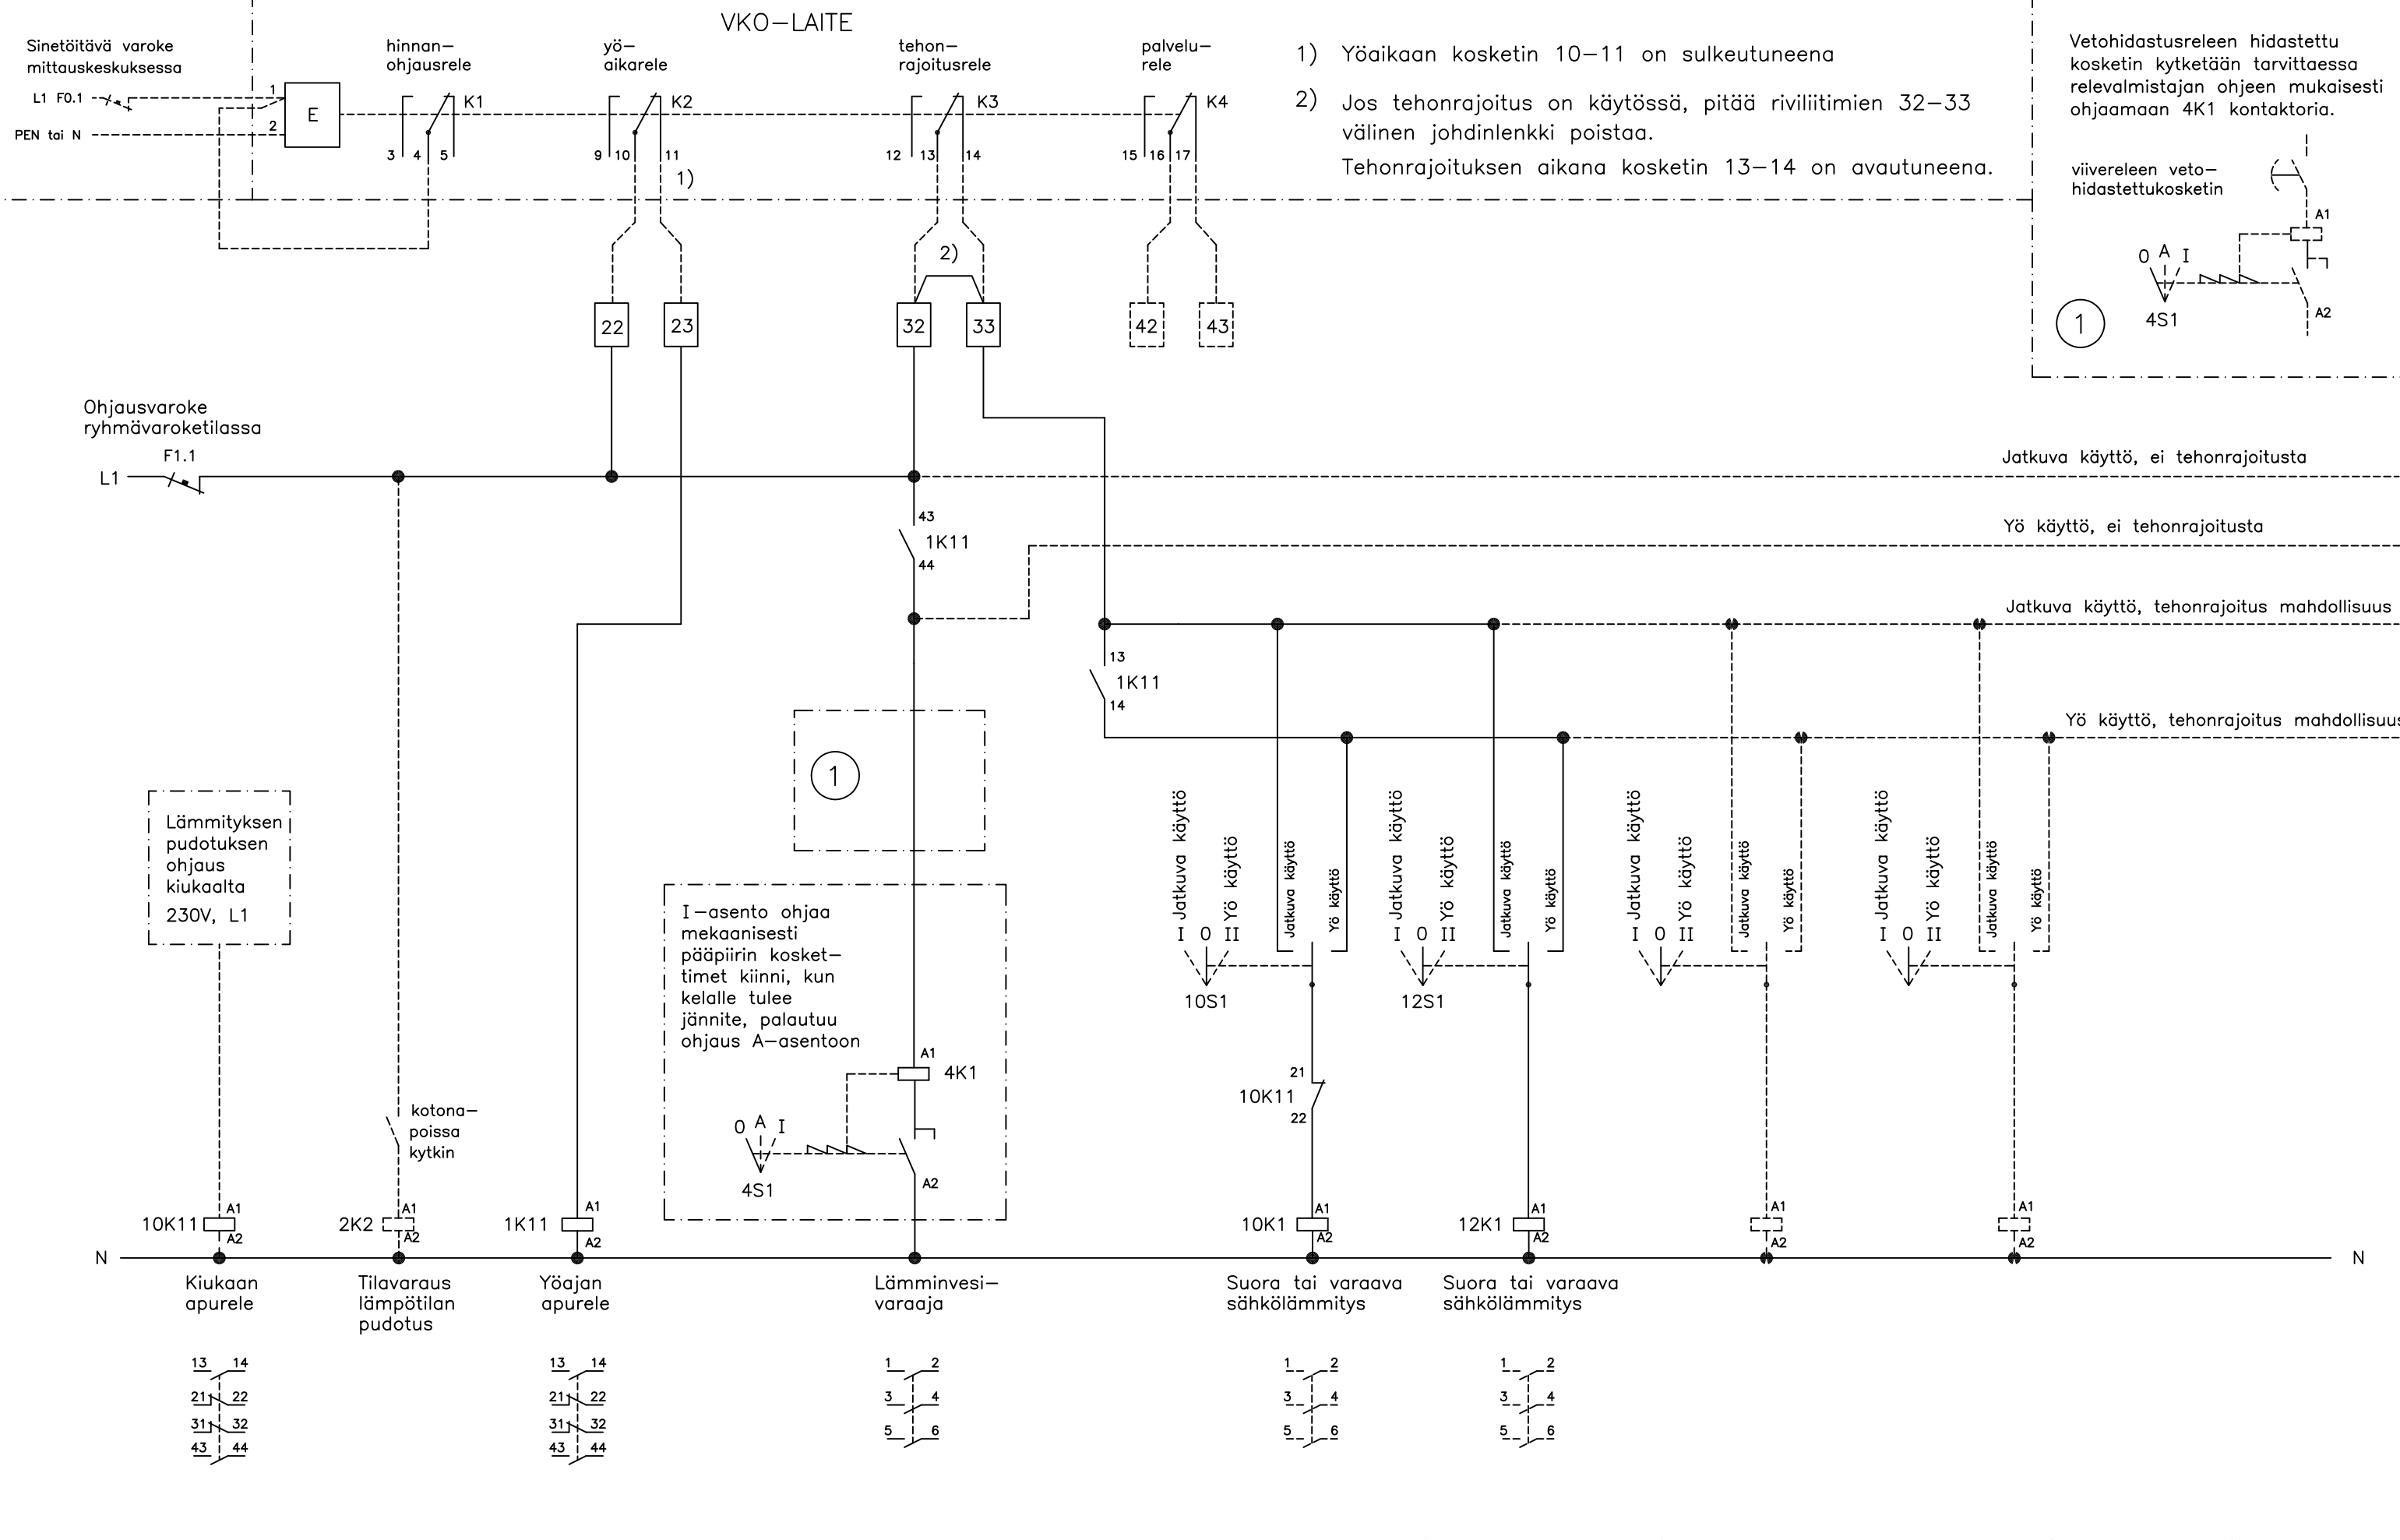 VKO-LAITE
Sinetöitävä varoke
mittauskeskuksessa
L1 F0.1
PEN tai N
1
2
E
hinnan-
ohjausrele
K1
3 4 5
yö-
aikarele
K2
9 10 11
1)
tehon-
rajoitusrele
K3
12 13 14
palvelu-
rele
K4
15 16 17
1) Yöaikaan kosketin 10-11 on sulkeutuneena
2) Jos tehonrajoitus on käytössä, pitää riviliitimien 32-33
välinen johdinlenkki poistaa.
Tehonrajoituksen aikana kosketin 13-14 on avautuneena.
Vetohidastusreleen hidastettu
kosketin kytketään tarvittaessa
relevalmistajan ohjeen mukaisesti
ohjaamaan 4K1 kontaktoria.
viivereleen veto-
hidastettukosketin
A1
O A I
4S1
A2
1
2)
22 23 32 33 42 43
Ohjausvaroke
ryhmävaroketilassa
F1.1
L1
Jatkuva käyttö, ei tehonrajoitusta
43
1K11
44
Yö käyttö, ei tehonrajoitusta
Jatkuva käyttö, tehonrajoitus mahdollisuus
13
1K11
14
Yö käyttö, tehonrajoitus mahdollisuus
1
Lämmityksen
pudotuksen
ohjaus
kiukaalta
230V, L1
I-asento ohjaa
mekaanisesti
pääpiirin kosket-
timet kiinni, kun
kelalle tulee
jännite, palautuu
ohjaus A-asentoon
A1
4K1
O A I
4S1
A2
Jatkuva käyttö
Yö käyttö
Jatkuva käyttö
Yö käyttö
I O II
10S1
Jatkuva käyttö
Yö käyttö
Jatkuva käyttö
Yö käyttö
I O II
12S1
Jatkuva käyttö
Yö käyttö
Jatkuva käyttö
Yö käyttö
I O II
Jatkuva käyttö
Yö käyttö
Jatkuva käyttö
Yö käyttö
I O II
21
10K11
22
kotona-
poissa
kytkin
10K11 A1
A2
2K2 A1
A2
1K11 A1
A2
10K1 A1
A2
12K1 A1
A2
A1
A2
A1
A2
N N
Kiukaan
apurele
Tilavaraus
lämpötilan
pudotus
Yöajan
apurele
Lämminvesi-
varaaja
Suora tai varaava
sähkölämmitys
Suora tai varaava
sähkölämmitys
13 14
21 22
31 32
43 44
13 14
21 22
31 32
43 44
1 2
3 4
5 6
1 2
3 4
5 6
1 2
3 4
5 6